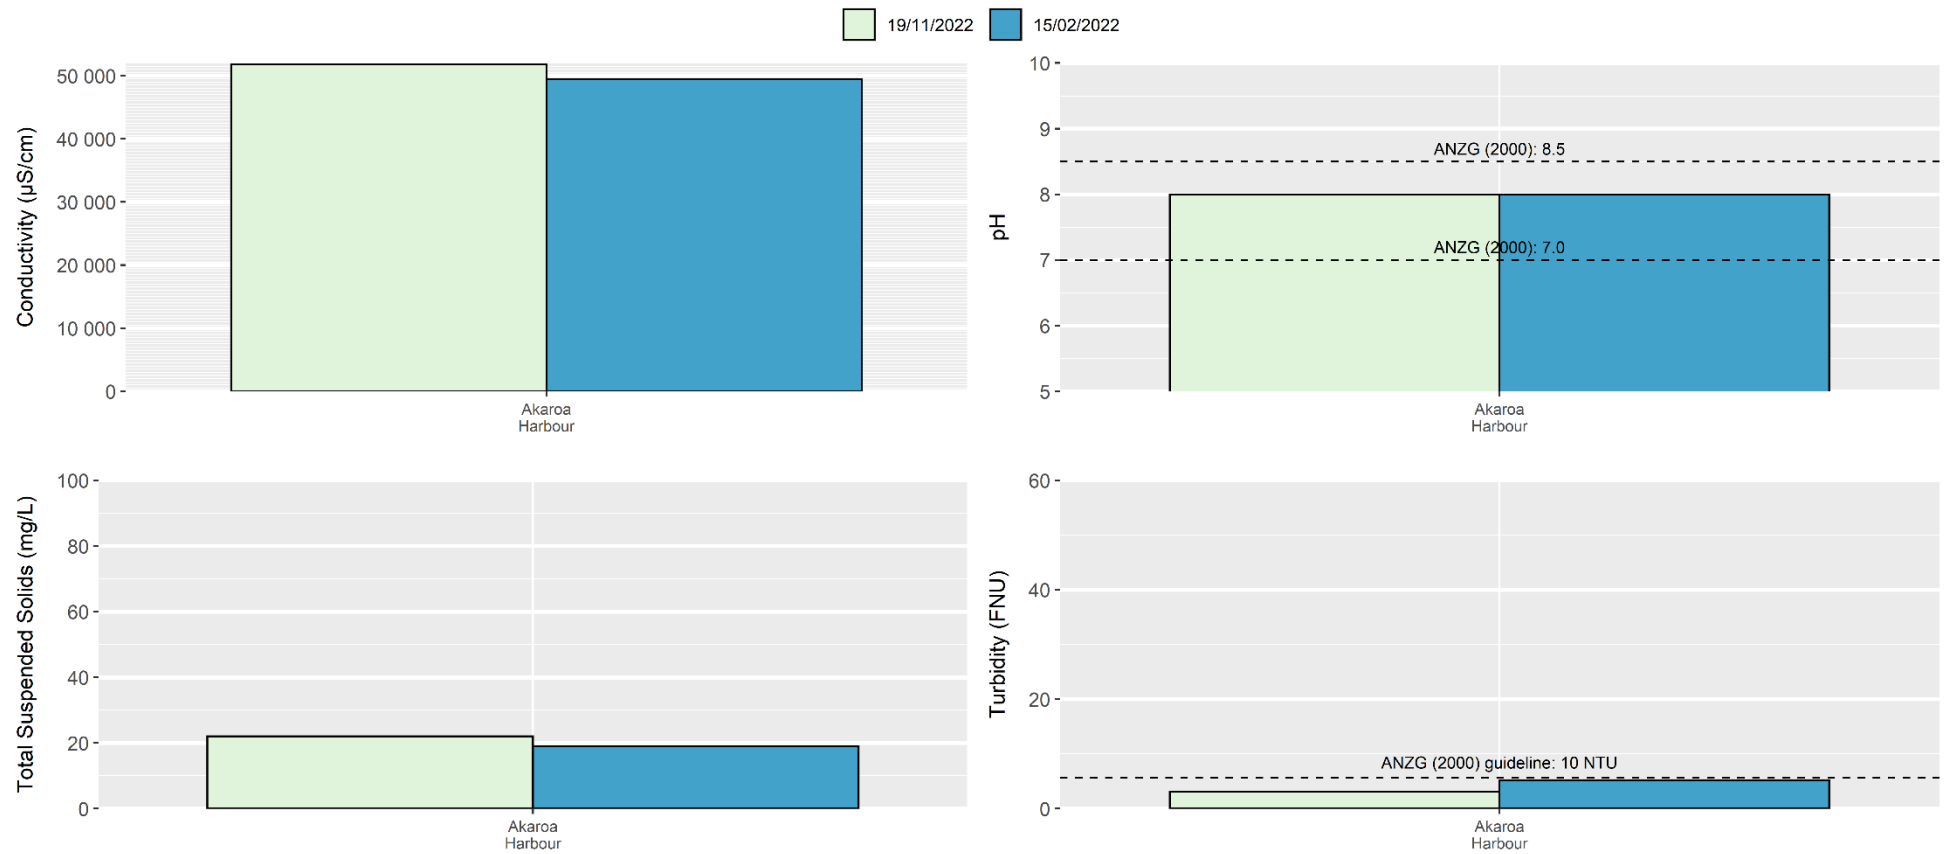 19/11/2022 15/02/2022
Conductivity (µS/cm)
50 000
40 000
30 000
20 000
10 000
0
Akaroa
Harbour
pH
10
9
8
7
6
5
ANZG (2000): 8.5
ANZG (2000): 7.0
Akaroa
Harbour
Total Suspended Solids (mg/L)
100
80
60
40
20
0
Akaroa
Harbour
Turbidity (FNU)
60
40
20
0
ANZG (2000) guideline: 10 NTU
Akaroa
Harbour